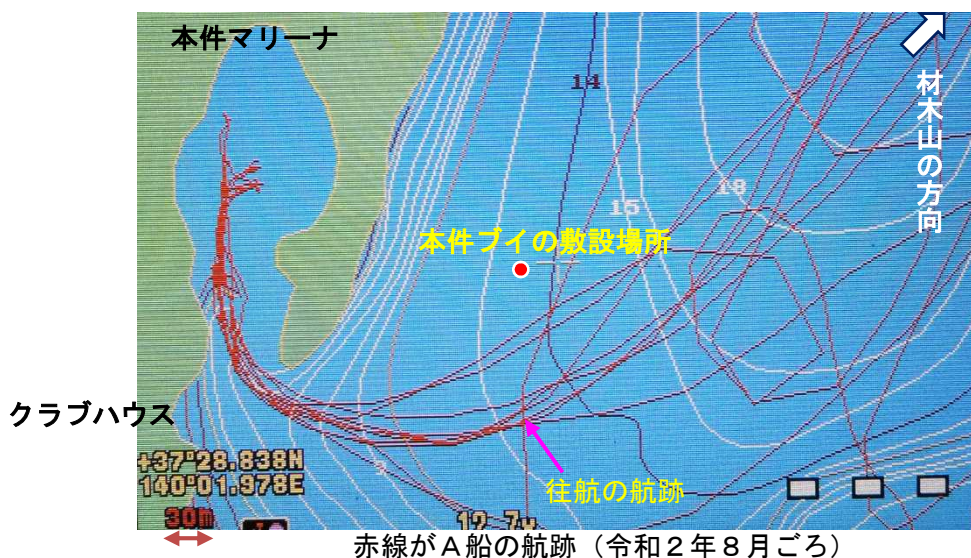 本件マリーナ
材木山の方向
14
18
15
本件ブイの敷設場所
クラブハウス
+37°28.838N
140°01.978E
往航の航跡
30m
赤線がA船の航跡(令和2年8月ごろ)